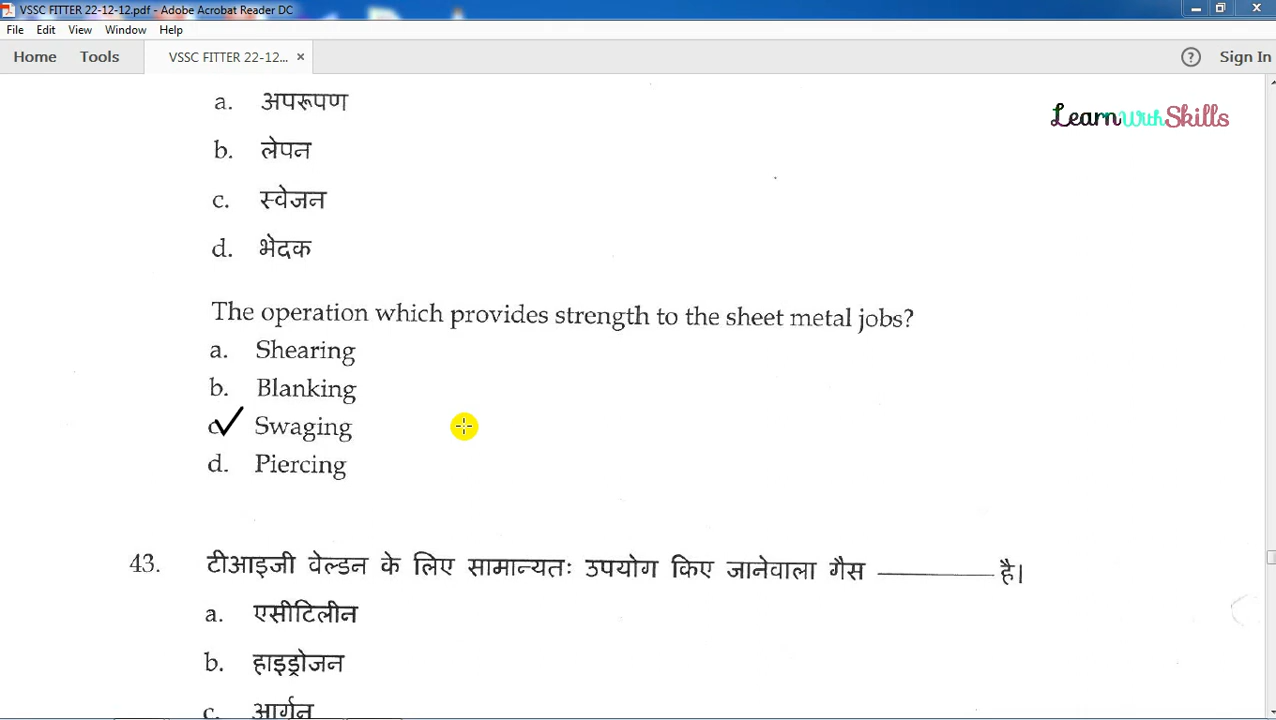 VSSC FITTER 22-12-12.pdf - Adobe Acrobat Reader DC
File Edit View Window Help
Home Tools VSSC FITTER 22-12... × ? Sign In
LearnWithSkills
a. अपरूपण
b. लेपन
c. स्वेजन
d. भेदक
The operation which provides strength to the sheet metal jobs?
a. Shearing
b. Blanking
c. Swaging
d. Piercing
43. टीआइजी वेल्डन के लिए सामान्यतः उपयोग किए जानेवाला गैस ________ है।
a. एसीटिलीन
b. हाइड्रोजन
c. आर्गन